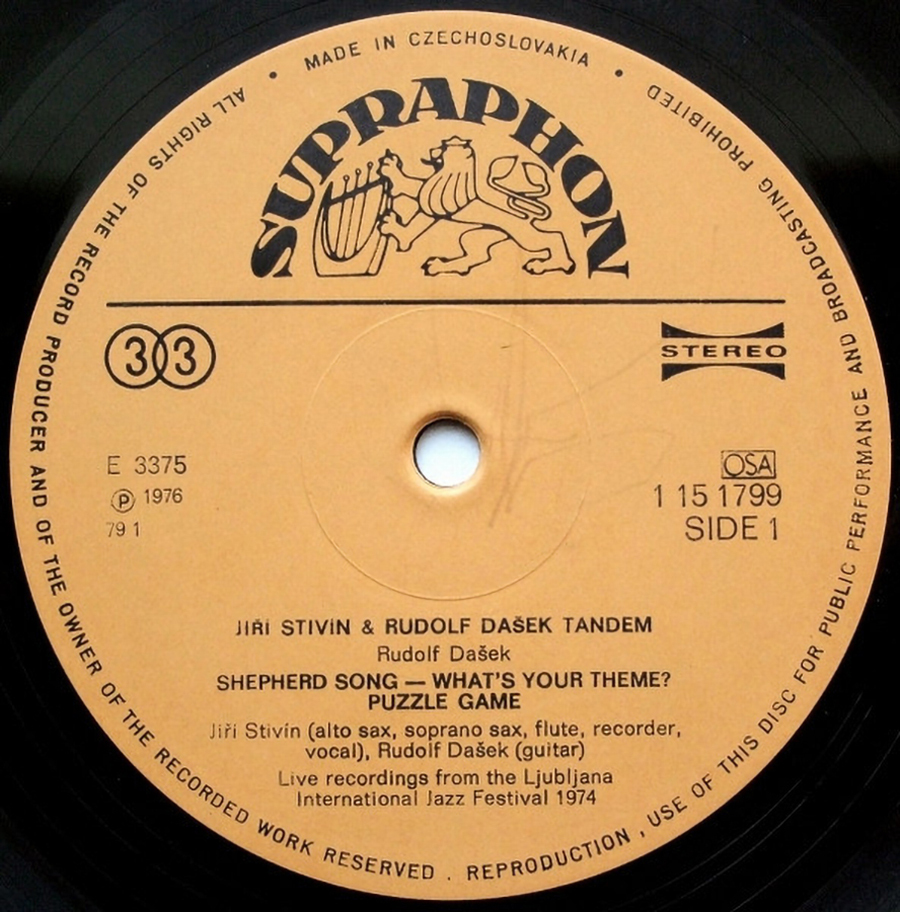 MADE IN CZECHOSLOVAKIA
SUPRAPHON
33
STEREO
E 3375
℗ 1976
79 1
OSA
1 15 1799
SIDE 1
JIŘÍ STIVÍN & RUDOLF DAŠEK TANDEM
Rudolf Dašek
SHEPHERD SONG — WHAT'S YOUR THEME?
PUZZLE GAME
Jiří Stivín (alto sax, soprano sax, flute, recorder,
vocal), Rudolf Dašek (guitar)
Live recordings from the Ljubljana
International Jazz Festival 1974
ALL RIGHTS OF THE RECORD PRODUCER AND OF THE OWNER OF THE RECORDED WORK RESERVED . REPRODUCTION , USE OF THIS DISC FOR PUBLIC PERFORMANCE AND BROADCASTING PROHIBITED